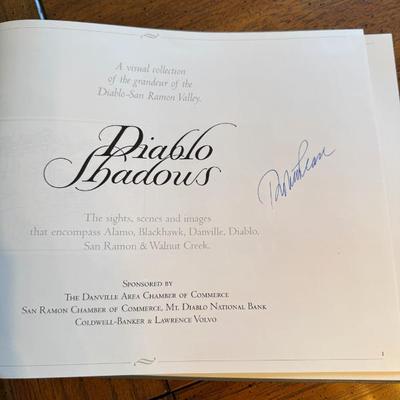 A visual collection
of the grandeur of the
Diablo-San Ramon Valley.
Diablo
Shadows
The sights, scenes and images
that encompass Alamo, Blackhawk, Danville, Diablo,
San Ramon & Walnut Creek.
Sponsored by
The Danville Area Chamber of Commerce
San Ramon Chamber of Commerce, Mt. Diablo National Bank
Coldwell-Banker & Lawrence Volvo
1